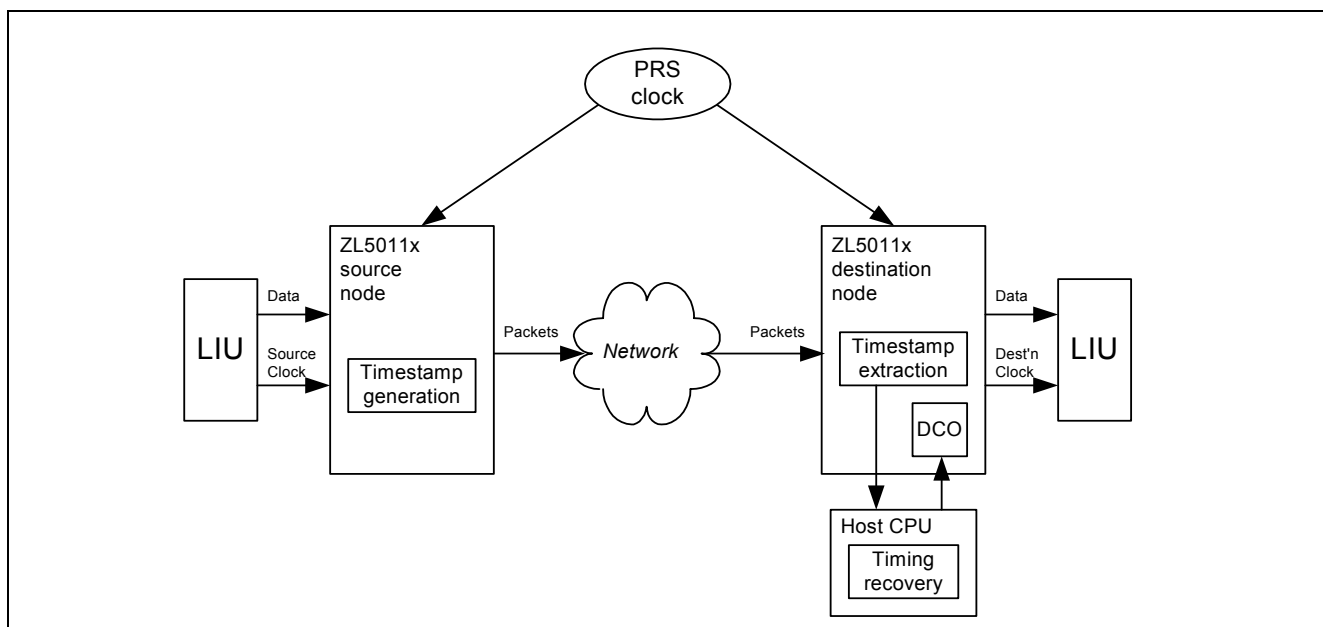 PRS
clock
ZL5011x
source
node
ZL5011x
destination
node
LIU
Data
Source
Clock
Timestamp
generation
Packets
Network
Packets
Timestamp
extraction
DCO
Data
Dest'n
Clock
LIU
Host CPU
Timing
recovery